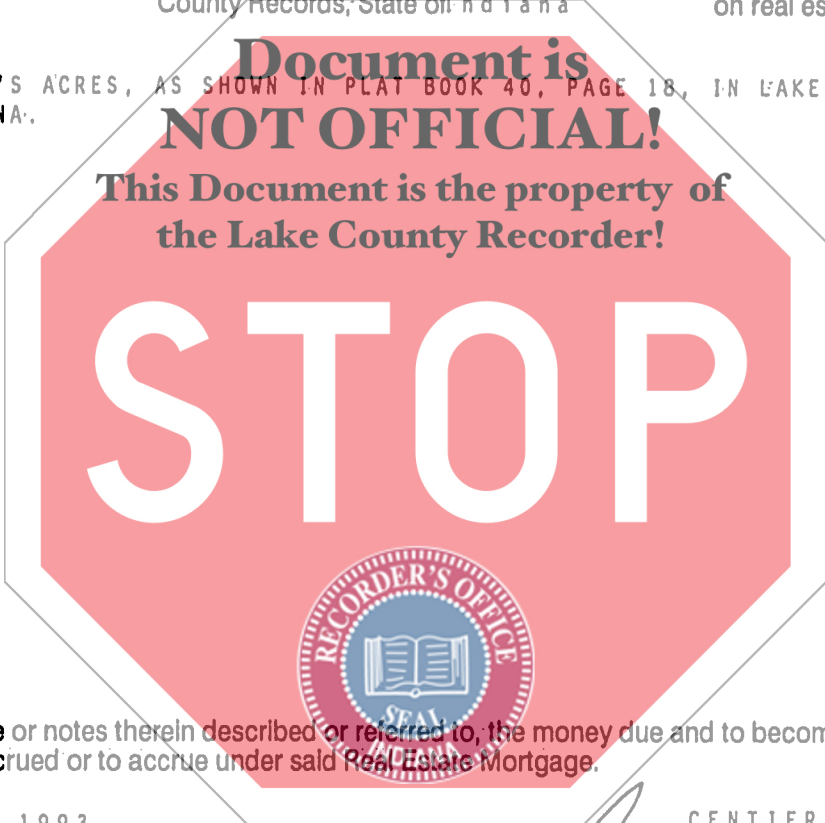 County Records, State of Indiana on real es
Document is
'S ACRES, AS SHOWN IN PLAT BOOK 40, PAGE 18, IN LAKE
NA.
NOT OFFICIAL!
This Document is the property of
the Lake County Recorder!
STOP
RECORDER'S OFFICE
SEAL
INDIANA
e or notes therein described or referred to, the money due and to becom
crued or to accrue under said Real Estate Mortgage.
1993 CENTIER